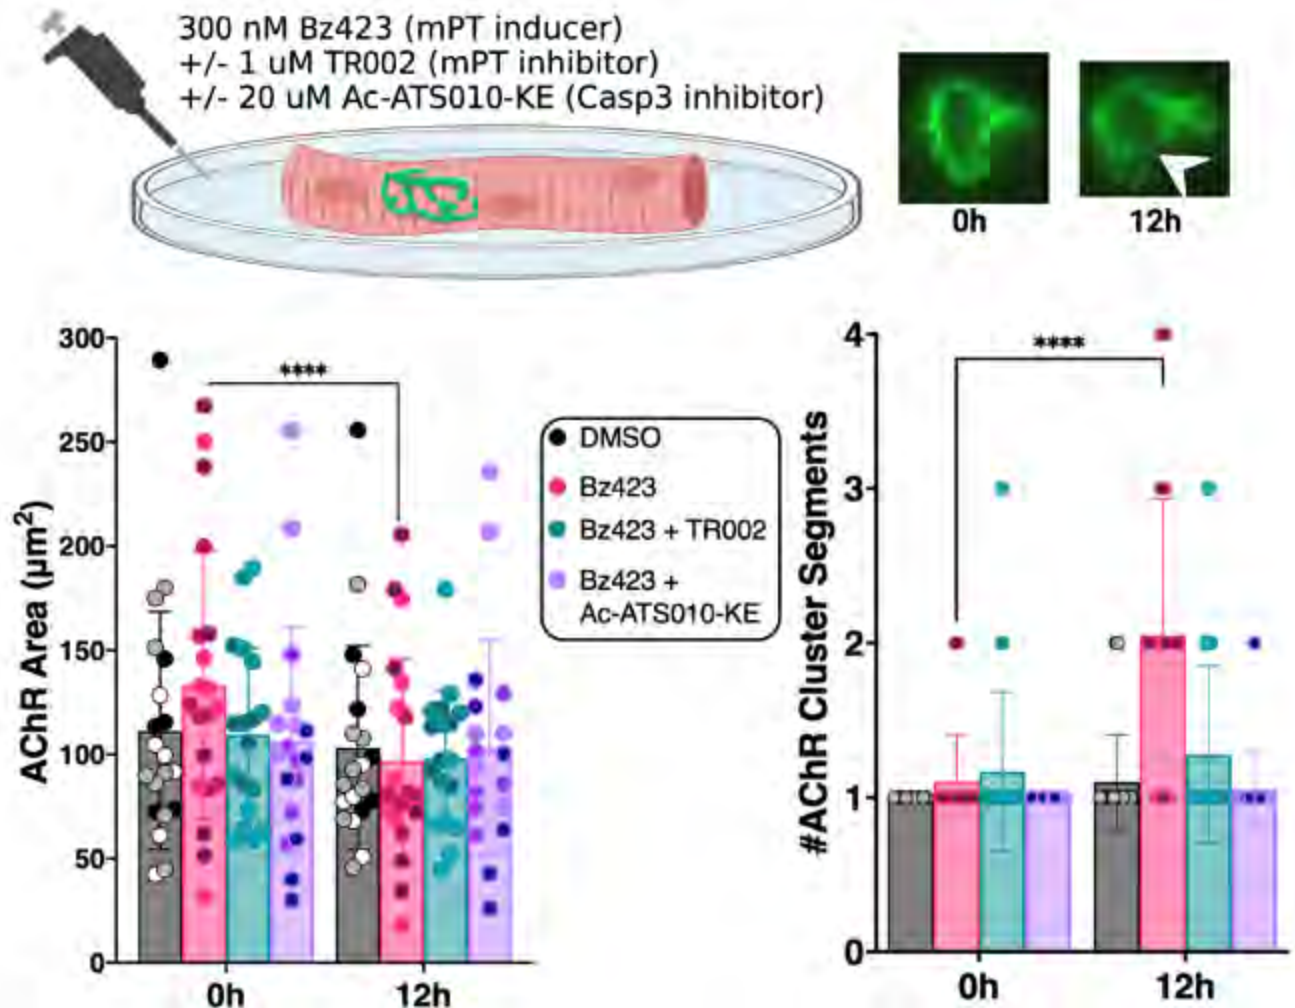 300 nM Bz423 (mPT inducer)
+/- 1 uM TR002 (mPT inhibitor)
+/- 20 uM Ac-ATS010-KE (Casp3 inhibitor)
0h
12h
AChR Area (µm²)
300
250
200
150
100
50
0
****
0h
12h
DMSO
Bz423
Bz423 + TR002
Bz423 +
Ac-ATS010-KE
#AChR Cluster Segments
4
3
2
1
0
****
0h
12h